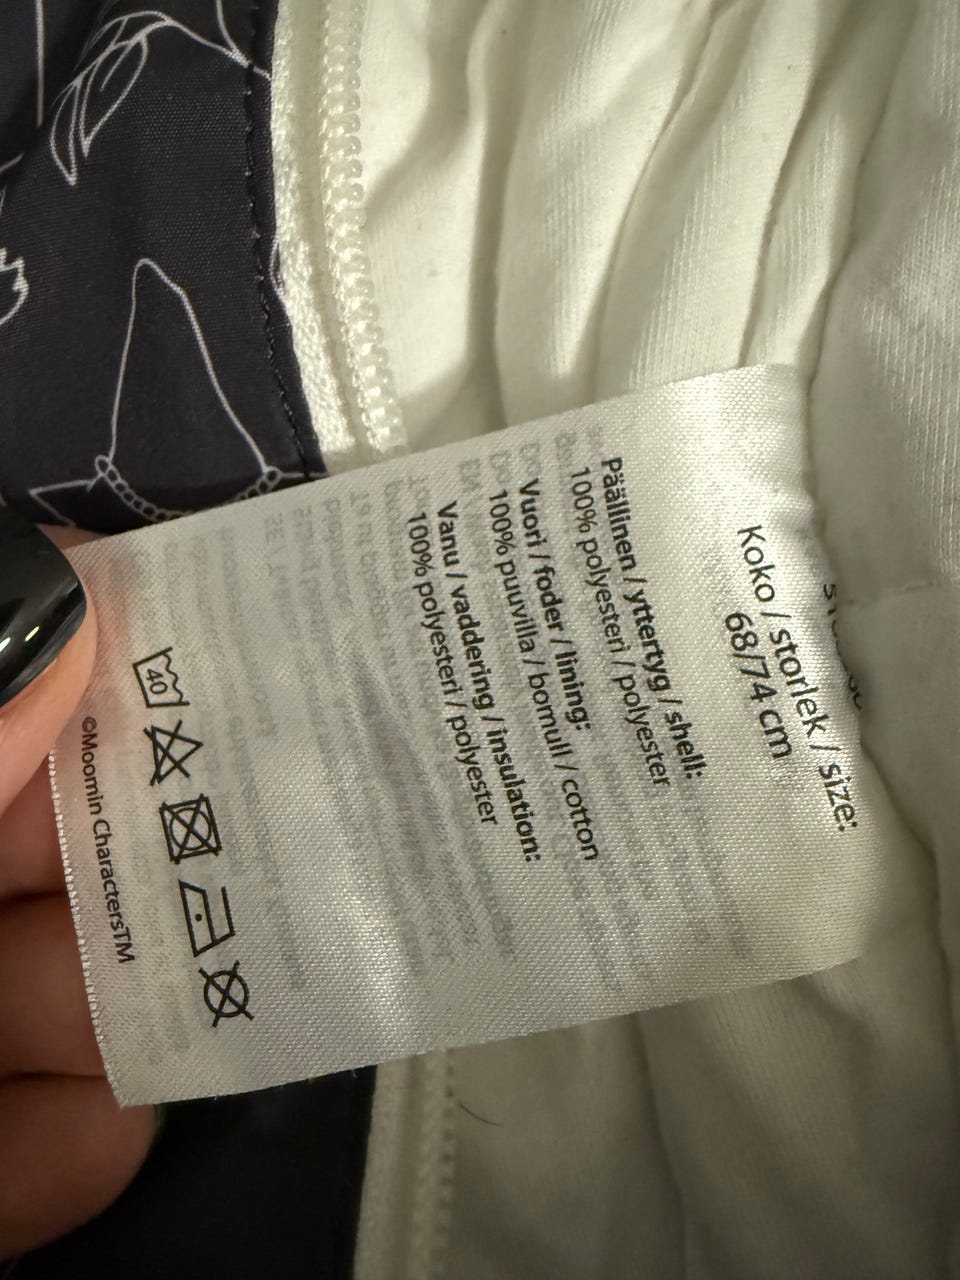 Koko / storlek / size:
68/74 cm
Päällinen / yttertyg / shell:
100% polyesteri / polyester
Vuori / foder / lining:
100% puuvilla / bomull / cotton
Vanu / vaddering / insulation:
100% polyesteri / polyester
40
©Moomin CharactersTM